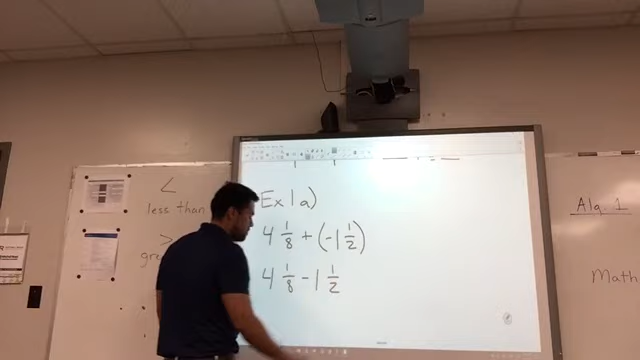 <
less than
>
Ex 1 a)
4 1/8 + (-1 1/2)
4 1/8 - 1 1/2
Alg. 1
Math